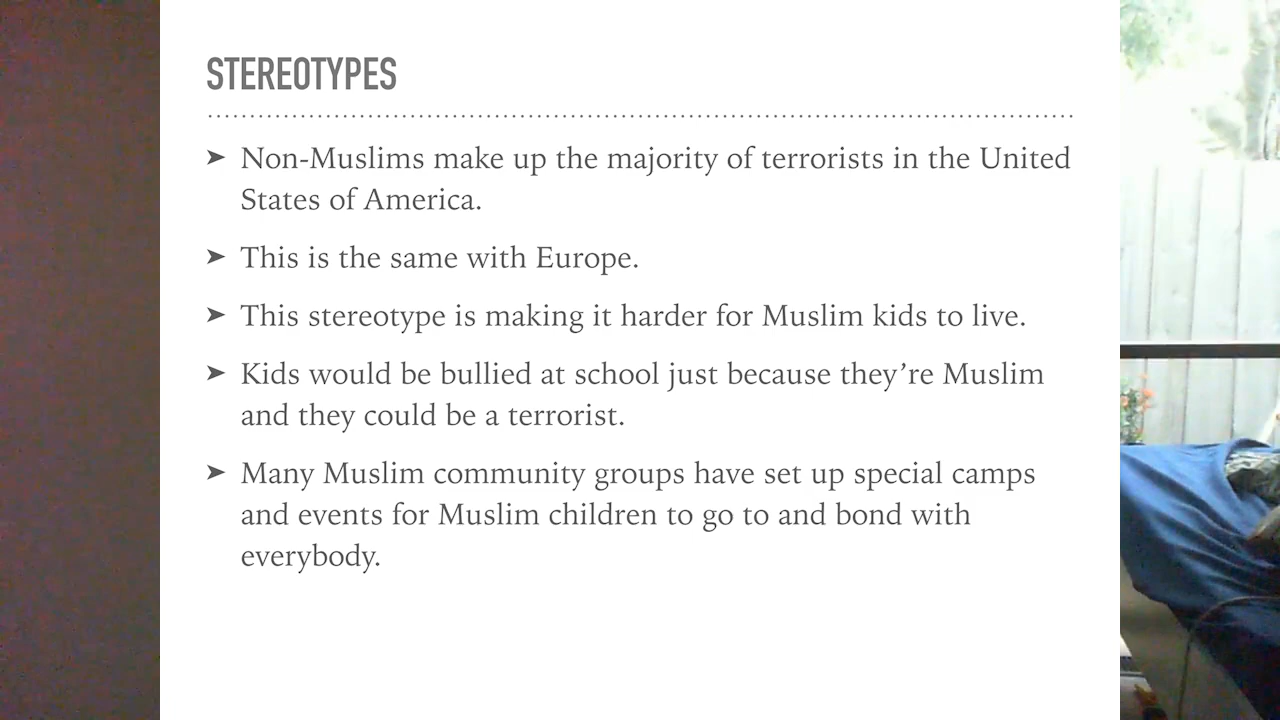 STEREOTYPES
➤ Non-Muslims make up the majority of terrorists in the United
States of America.
➤ This is the same with Europe.
➤ This stereotype is making it harder for Muslim kids to live.
➤ Kids would be bullied at school just because they’re Muslim
and they could be a terrorist.
➤ Many Muslim community groups have set up special camps
and events for Muslim children to go to and bond with
everybody.